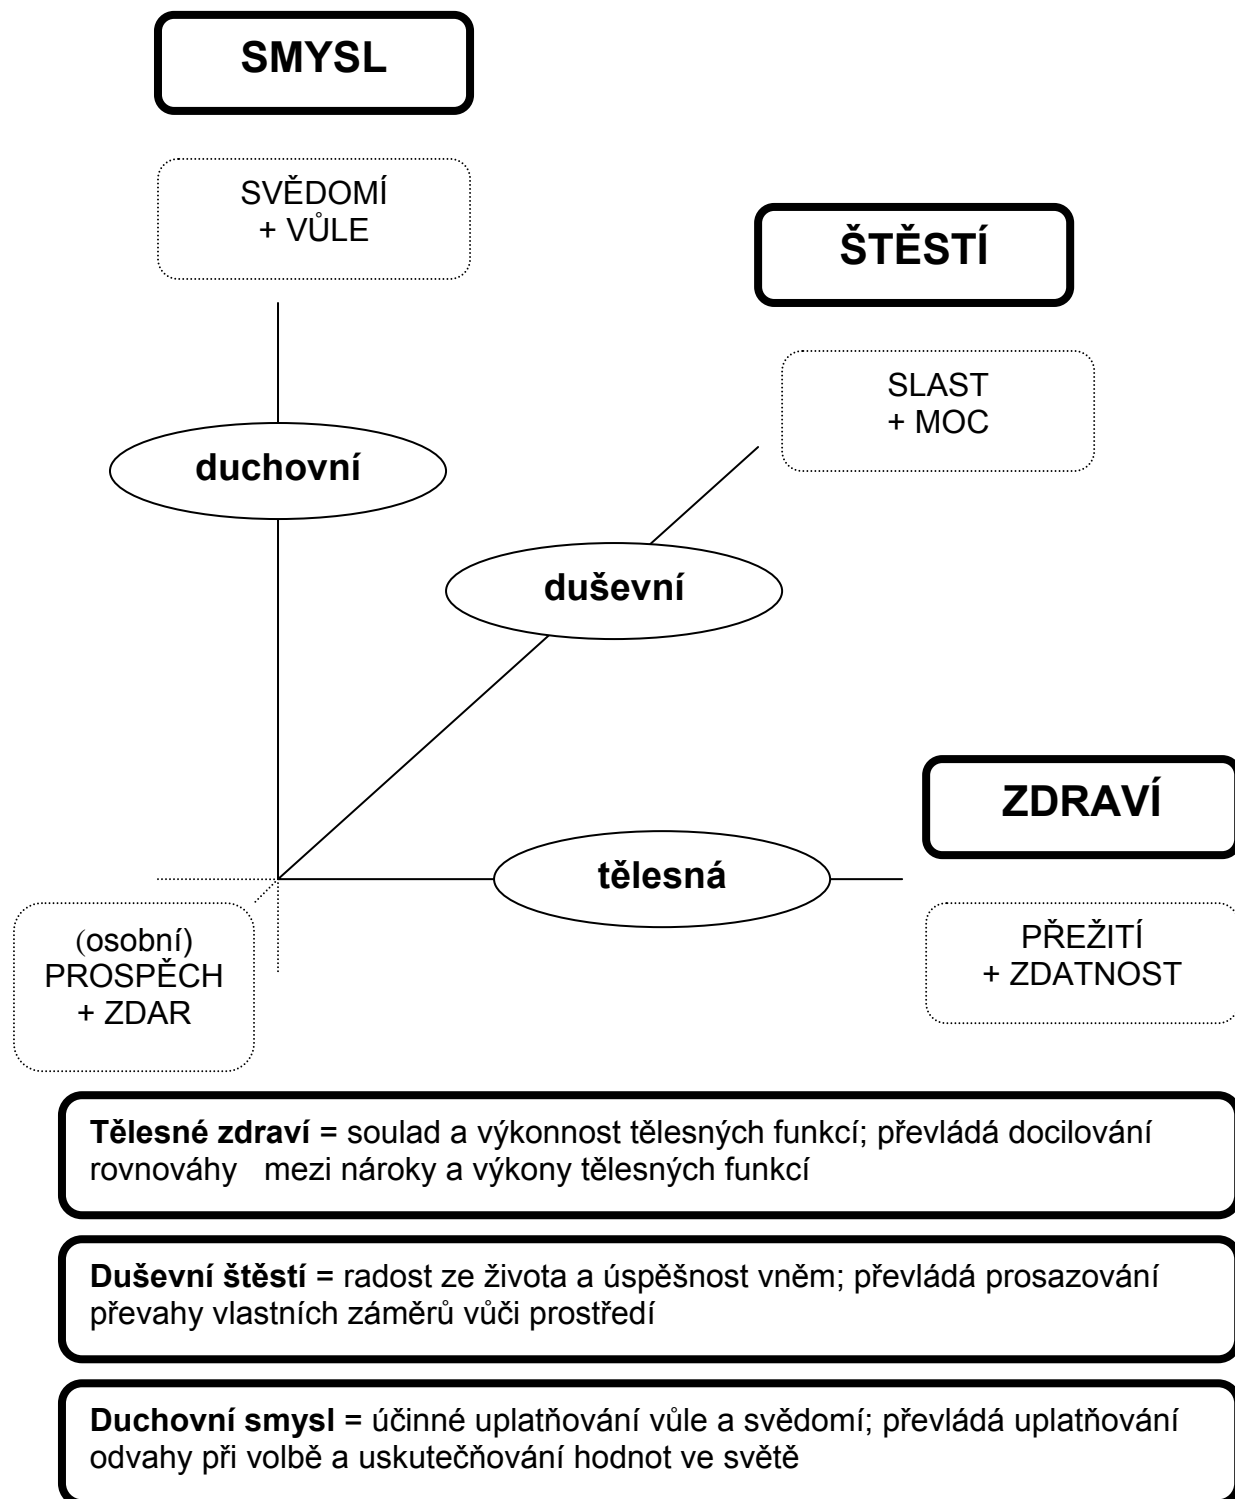 SMYSL
SVĚDOMÍ
+ VŮLE
ŠTĚSTÍ
SLAST
+ MOC
duchovní
duševní
ZDRAVÍ
tělesná
(osobní)
PROSPĚCH
+ ZDAR
PŘEŽITÍ
+ ZDATNOST
Tělesné zdraví = soulad a výkonnost tělesných funkcí; převládá docilování
rovnováhy mezi nároky a výkony tělesných funkcí
Duševní štěstí = radost ze života a úspěšnost vněm; převládá prosazování
převahy vlastních záměrů vůči prostředí
Duchovní smysl = účinné uplatňování vůle a svědomí; převládá uplatňování
odvahy při volbě a uskutečňování hodnot ve světě